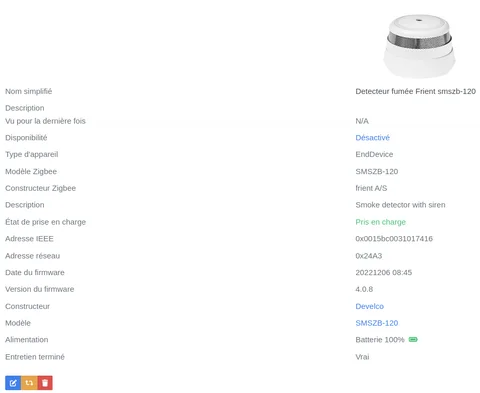 Nom simplifié Detecteur fumée Frient smszb-120
Description
Vu pour la dernière fois N/A
Disponibilité Désactivé
Type d'appareil EndDevice
Modèle Zigbee SMSZB-120
Constructeur Zigbee frient A/S
Description Smoke detector with siren
État de prise en charge Pris en charge
Adresse IEEE 0x0015bc0031017416
Adresse réseau 0x24A3
Date du firmware 20221206 08:45
Version du firmware 4.0.8
Constructeur Develco
Modèle SMSZB-120
Alimentation Batterie 100%
Entretien terminé Vrai